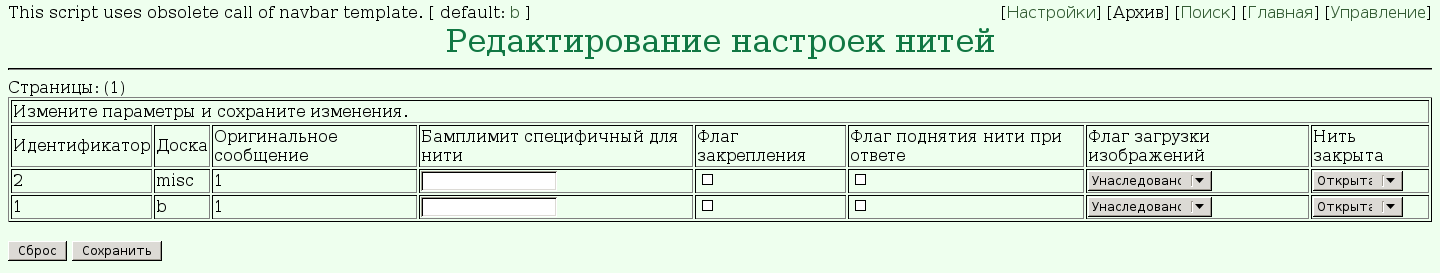 This script uses obsolete call of navbar template. [ default: b ] [Настройки] [Архив] [Поиск] [Главная] [Управление]
Редактирование настроек нитей
Страницы: (1)
Измените параметры и сохраните изменения.
Идентификатор Доска Оригинальное сообщение Бамплимит специфичный для нити Флаг закрепления Флаг поднятия нити при ответе Флаг загрузки изображений Нить закрыта
2 misc 1 Унаследованс Открыта
1 b 1 Унаследованс Открыта
Сброс Сохранить